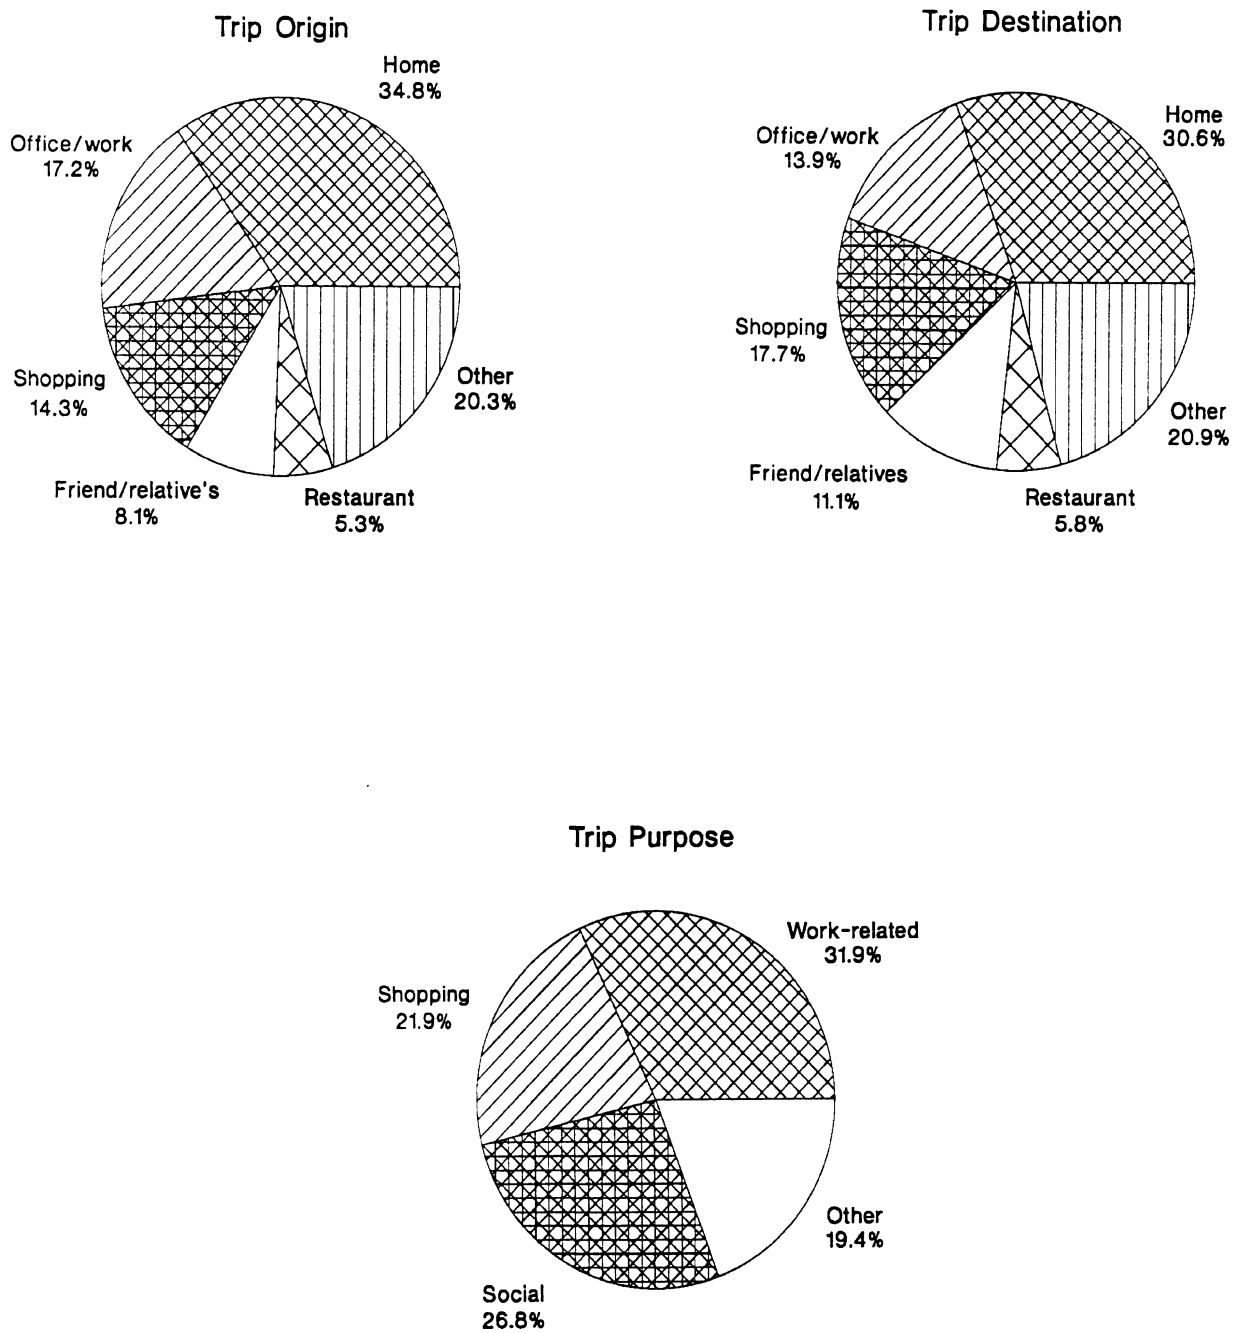 Trip Origin
Home
34.8%
Office/work
17.2%
Shopping
14.3%
Friend/relative's
8.1%
Restaurant
5.3%
Other
20.3%
Trip Destination
Home
30.6%
Office/work
13.9%
Shopping
17.7%
Friend/relatives
11.1%
Restaurant
5.8%
Other
20.9%
Trip Purpose
Work-related
31.9%
Shopping
21.9%
Social
26.8%
Other
19.4%